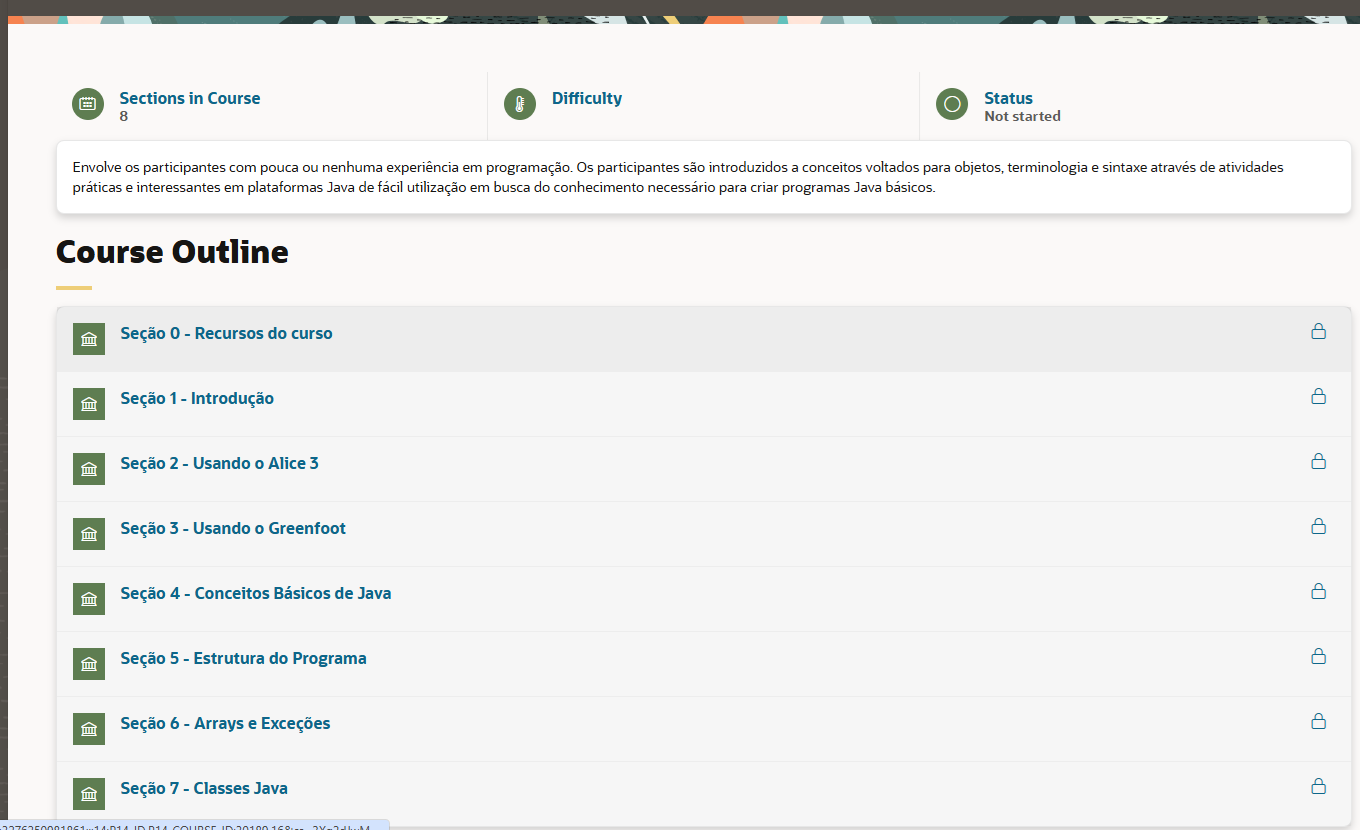 Sections in Course
8
Difficulty
Status
Not started
Envolve os participantes com pouca ou nenhuma experiência em programação. Os participantes são introduzidos a conceitos voltados para objetos, terminologia e sintaxe através de atividades
práticas e interessantes em plataformas Java de fácil utilização em busca do conhecimento necessário para criar programas Java básicos.
Course Outline
Seção 0 - Recursos do curso
Seção 1 - Introdução
Seção 2 - Usando o Alice 3
Seção 3 - Usando o Greenfoot
Seção 4 - Conceitos Básicos de Java
Seção 5 - Estrutura do Programa
Seção 6 - Arrays e Exceções
Seção 7 - Classes Java